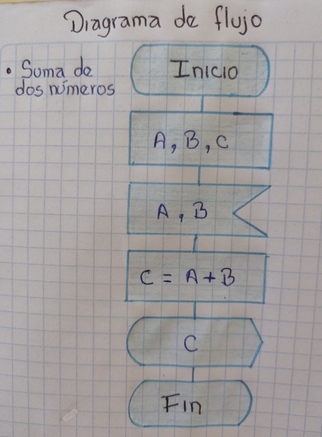 Diagrama de flujo
• Suma de
dos números
Inicio
A, B, C
A, B
C = A + B
C
Fin